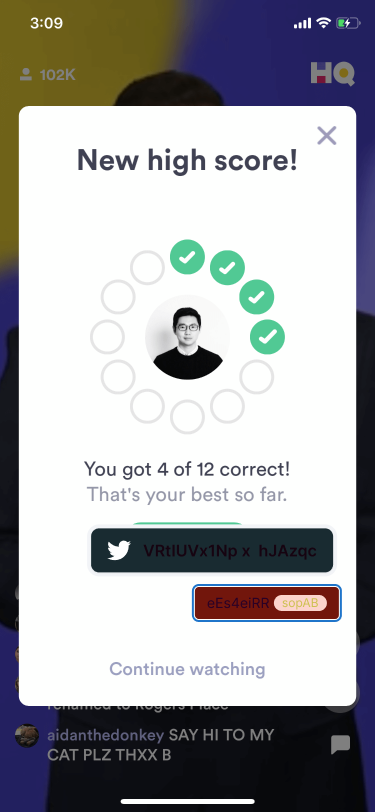 3:09
102K
HQ
New high score!
You got 4 of 12 correct!
That's your best so far.
VRtIUVx1Np x hJAzqc
eEs4eiRR sopAB
Continue watching
renamed to Rogers Place
aidanthedonkey SAY HI TO MY
CAT PLZ THXX B